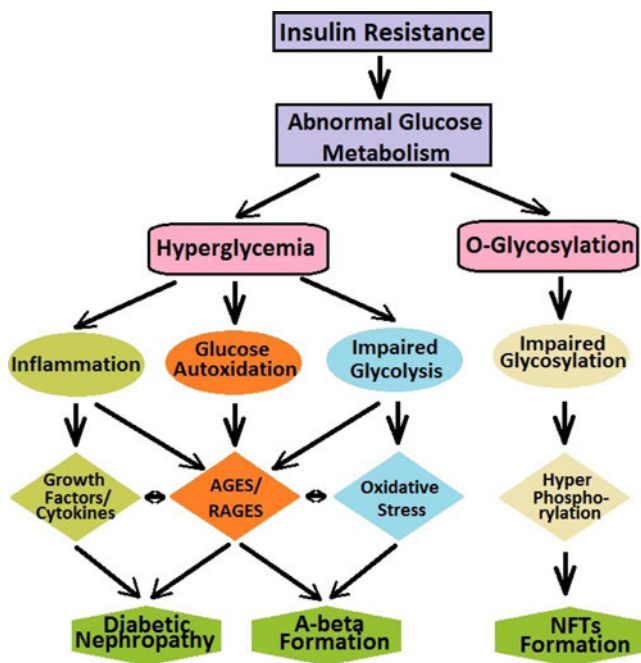 Insulin Resistance
Abnormal Glucose
Metabolism
Hyperglycemia
O-Glycosylation
Inflammation
Glucose
Autoxidation
Impaired
Glycolysis
Impaired
Glycosylation
Growth
Factors/
Cytokines
AGES/
RAGES
Oxidative
Stress
Hyper
Phospho-
rylation
Diabetic
Nephropathy
A-beta
Formation
NFTs
Formation